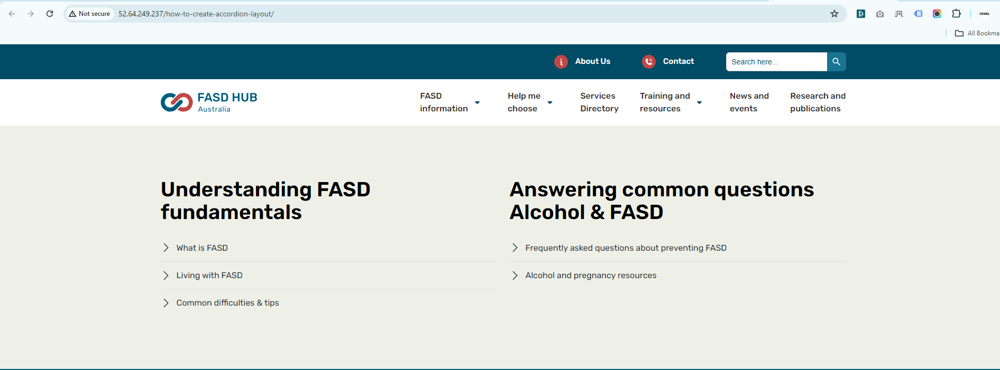 Not secure
52.64.249.237/how-to-create-accordion-layout/
OKMG.
All Bookma
About Us
Contact
Search here...
FASD HUB
Australia
FASD
information
Help me
choose
Services
Directory
Training and
resources
News and
events
Research and
publications
Understanding FASD
fundamentals
What is FASD
Living with FASD
Common difficulties & tips
Answering common questions
Alcohol & FASD
Frequently asked questions about preventing FASD
Alcohol and pregnancy resources